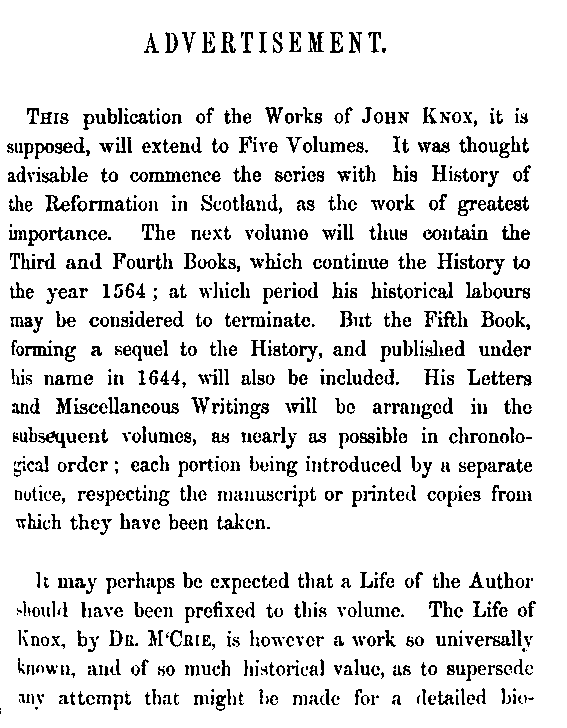 ADVERTISEMENT.
THIS publication of the Works of JOHN KNOX, it is
supposed, will extend to Five Volumes. It was thought
advisable to commence the series with his History of
the Reformation in Scotland, as the work of greatest
importance. The next volume will thus contain the
Third and Fourth Books, which continue the History to
the year 1564 ; at which period his historical labours
may be considered to terminate. But the Fifth Book,
forming a sequel to the History, and published under
his name in 1644, will also be included. His Letters
and Miscellaneous Writings will be arranged in the
subsequent volumes, as nearly as possible in chronolo-
gical order ; each portion being introduced by a separate
notice, respecting the manuscript or printed copies from
which they have been taken.
It may perhaps be expected that a Life of the Author
should have been prefixed to this volume. The Life of
Knox, by DR. M‘CRIE, is however a work so universally
known, and of so much historical value, as to supersede
any attempt that might be made for a detailed bio-